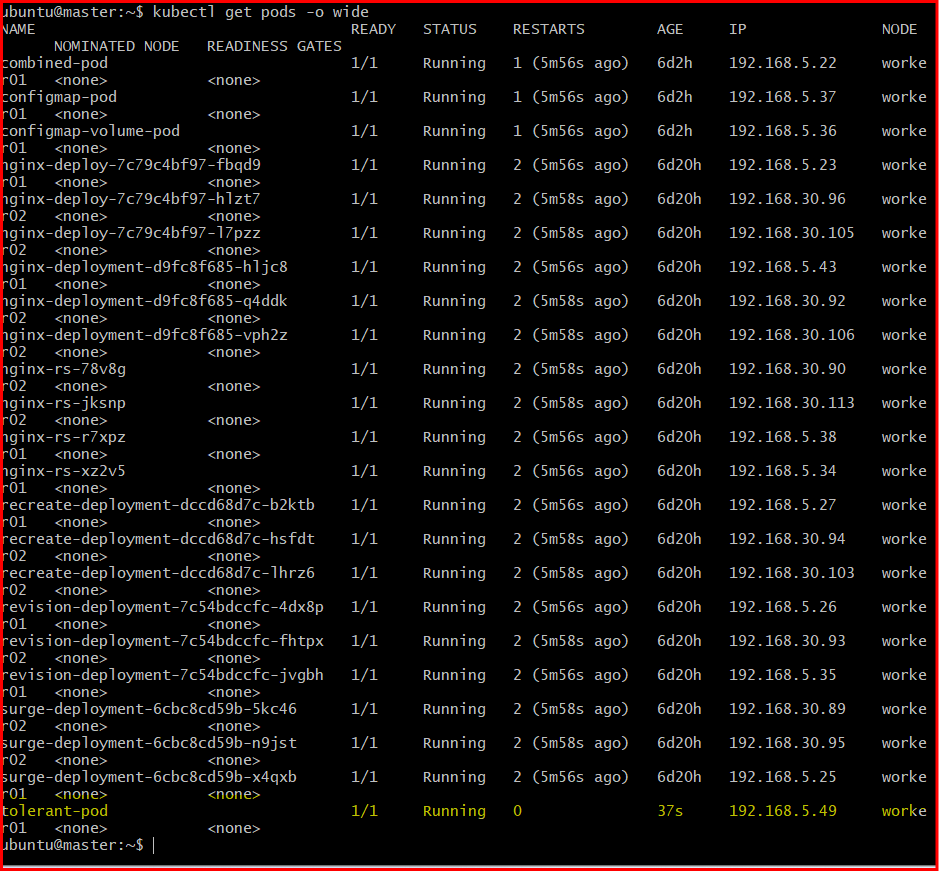 ubuntu@master:~$ kubectl get pods -o wide
NAME READY STATUS RESTARTS AGE IP NODE
NOMINATED NODE READINESS GATES
combined-pod 1/1 Running 1 (5m56s ago) 6d2h 192.168.5.22 worke
r01 <none> <none>
configmap-pod 1/1 Running 1 (5m56s ago) 6d2h 192.168.5.37 worke
r01 <none> <none>
configmap-volume-pod 1/1 Running 1 (5m56s ago) 6d2h 192.168.5.36 worke
r01 <none> <none>
nginx-deploy-7c79c4bf97-fbqd9 1/1 Running 2 (5m56s ago) 6d20h 192.168.5.23 worke
r01 <none> <none>
nginx-deploy-7c79c4bf97-hlzt7 1/1 Running 2 (5m58s ago) 6d20h 192.168.30.96 worke
r02 <none> <none>
nginx-deploy-7c79c4bf97-l7pzz 1/1 Running 2 (5m58s ago) 6d20h 192.168.30.105 worke
r02 <none> <none>
nginx-deployment-d9fc8f685-hljc8 1/1 Running 2 (5m56s ago) 6d20h 192.168.5.43 worke
r01 <none> <none>
nginx-deployment-d9fc8f685-q4ddk 1/1 Running 2 (5m58s ago) 6d20h 192.168.30.92 worke
r02 <none> <none>
nginx-deployment-d9fc8f685-vph2z 1/1 Running 2 (5m58s ago) 6d20h 192.168.30.106 worke
r02 <none> <none>
nginx-rs-78v8g 1/1 Running 2 (5m58s ago) 6d20h 192.168.30.90 worke
r02 <none> <none>
nginx-rs-jksnp 1/1 Running 2 (5m58s ago) 6d20h 192.168.30.113 worke
r02 <none> <none>
nginx-rs-r7xpz 1/1 Running 2 (5m56s ago) 6d20h 192.168.5.38 worke
r01 <none> <none>
nginx-rs-xz2v5 1/1 Running 2 (5m56s ago) 6d20h 192.168.5.34 worke
r01 <none> <none>
recreate-deployment-dccd68d7c-b2ktb 1/1 Running 2 (5m56s ago) 6d20h 192.168.5.27 worke
r01 <none> <none>
recreate-deployment-dccd68d7c-hsfdt 1/1 Running 2 (5m58s ago) 6d20h 192.168.30.94 worke
r02 <none> <none>
recreate-deployment-dccd68d7c-lhrz6 1/1 Running 2 (5m58s ago) 6d20h 192.168.30.103 worke
r02 <none> <none>
revision-deployment-7c54bdccfc-4dx8p 1/1 Running 2 (5m56s ago) 6d20h 192.168.5.26 worke
r01 <none> <none>
revision-deployment-7c54bdccfc-fhtpx 1/1 Running 2 (5m58s ago) 6d20h 192.168.30.93 worke
r02 <none> <none>
revision-deployment-7c54bdccfc-jvgbh 1/1 Running 2 (5m56s ago) 6d20h 192.168.5.35 worke
r01 <none> <none>
surge-deployment-6cbc8cd59b-5kc46 1/1 Running 2 (5m58s ago) 6d20h 192.168.30.89 worke
r02 <none> <none>
surge-deployment-6cbc8cd59b-n9jst 1/1 Running 2 (5m58s ago) 6d20h 192.168.30.95 worke
r02 <none> <none>
surge-deployment-6cbc8cd59b-x4qxb 1/1 Running 2 (5m56s ago) 6d20h 192.168.5.25 worke
r01 <none> <none>
tolerant-pod 1/1 Running 0 37s 192.168.5.49 worke
r01 <none> <none>
ubuntu@master:~$